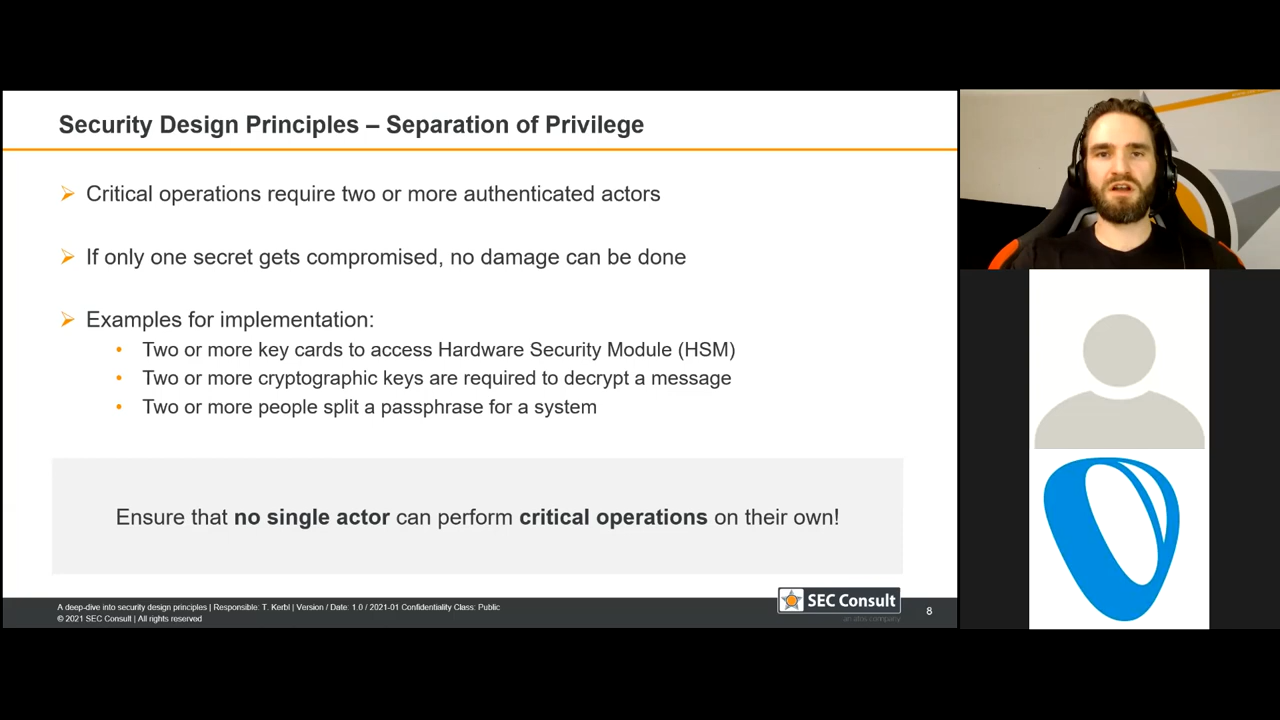 Security Design Principles – Separation of Privilege
Critical operations require two or more authenticated actors
If only one secret gets compromised, no damage can be done
Examples for implementation:
Two or more key cards to access Hardware Security Module (HSM)
Two or more cryptographic keys are required to decrypt a message
Two or more people split a passphrase for a system
Ensure that no single actor can perform critical operations on their own!
A deep-dive into security design principles | Responsible: T. Kerbl | Version / Date: 1.0 / 2021-01 Confidentiality Class: Public
© 2021 SEC Consult | All rights reserved
SEC Consult
an atos company
8